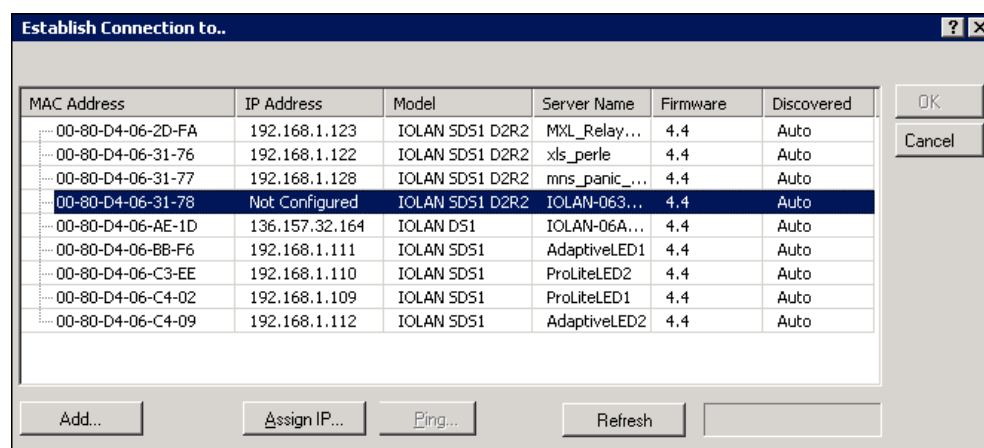 Establish Connection to..
MAC Address IP Address Model Server Name Firmware Discovered
00-80-D4-06-2D-FA 192.168.1.123 IOLAN SDS1 D2R2 MXL_Relay... 4.4 Auto
00-80-D4-06-31-76 192.168.1.122 IOLAN SDS1 D2R2 xls_perle 4.4 Auto
00-80-D4-06-31-77 192.168.1.128 IOLAN SDS1 D2R2 mns_panic_... 4.4 Auto
00-80-D4-06-31-78 Not Configured IOLAN SDS1 D2R2 IOLAN-063... 4.4 Auto
00-80-D4-06-AE-1D 136.157.32.164 IOLAN DS1 IOLAN-06A... 4.4 Auto
00-80-D4-06-BB-F6 192.168.1.111 IOLAN SDS1 AdaptiveLED1 4.4 Auto
00-80-D4-06-C3-EE 192.168.1.110 IOLAN SDS1 ProLiteLED2 4.4 Auto
00-80-D4-06-C4-02 192.168.1.109 IOLAN SDS1 ProLiteLED1 4.4 Auto
00-80-D4-06-C4-09 192.168.1.112 IOLAN SDS1 AdaptiveLED2 4.4 Auto
OK
Cancel
Add... Assign IP... Ping... Refresh